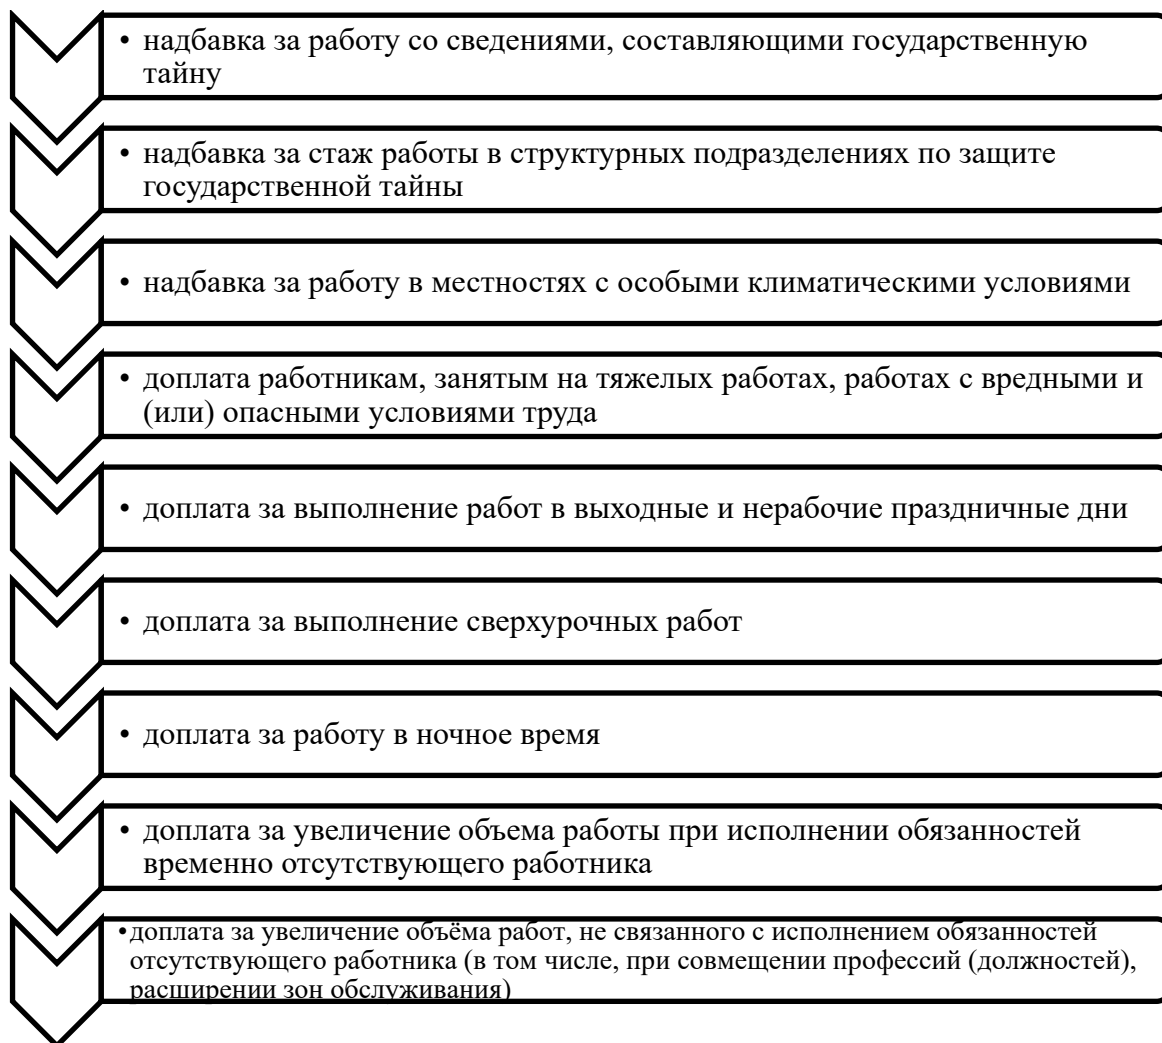 • надбавка за работу со сведениями, составляющими государственную
тайну
• надбавка за стаж работы в структурных подразделениях по защите
государственной тайны
• надбавка за работу в местностях с особыми климатическими условиями
• доплата работникам, занятым на тяжелых работах, работах с вредными и
(или) опасными условиями труда
• доплата за выполнение работ в выходные и нерабочие праздничные дни
• доплата за выполнение сверхурочных работ
• доплата за работу в ночное время
• доплата за увеличение объема работы при исполнении обязанностей
временно отсутствующего работника
•доплата за увеличение объёма работ, не связанного с исполнением обязанностей
отсутствующего работника (в том числе, при совмещении профессий (должностей),
расширении зон обслуживания)